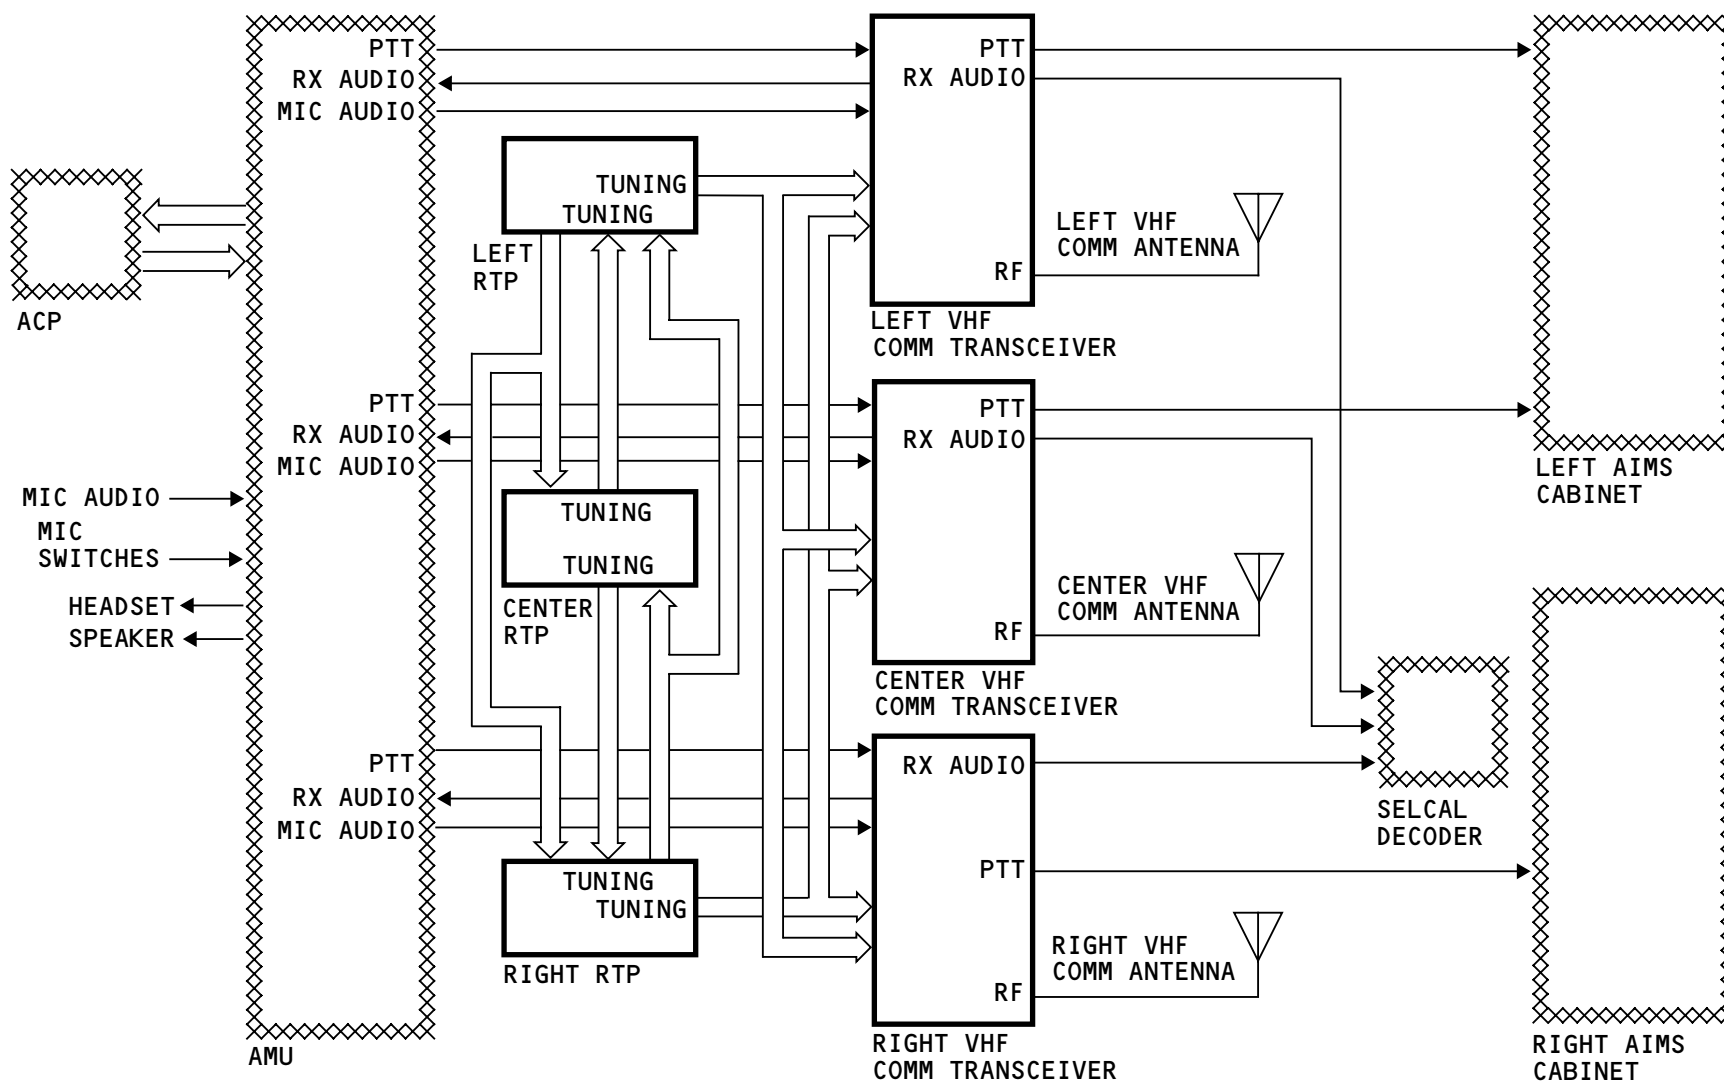 PTT
RX AUDIO
MIC AUDIO
PTT
RX AUDIO
TUNING
TUNING
LEFT
RTP
LEFT VHF
COMM ANTENNA
RF
ACP
LEFT VHF
COMM TRANSCEIVER
PTT
RX AUDIO
MIC AUDIO
PTT
RX AUDIO
LEFT AIMS
CABINET
MIC AUDIO
MIC
SWITCHES
HEADSET
SPEAKER
TUNING
TUNING
CENTER
RTP
CENTER VHF
COMM ANTENNA
RF
CENTER VHF
COMM TRANSCEIVER
PTT
RX AUDIO
MIC AUDIO
RX AUDIO
SELCAL
DECODER
PTT
TUNING
TUNING
RIGHT RTP
RIGHT VHF
COMM ANTENNA
RF
AMU
RIGHT VHF
COMM TRANSCEIVER
RIGHT AIMS
CABINET